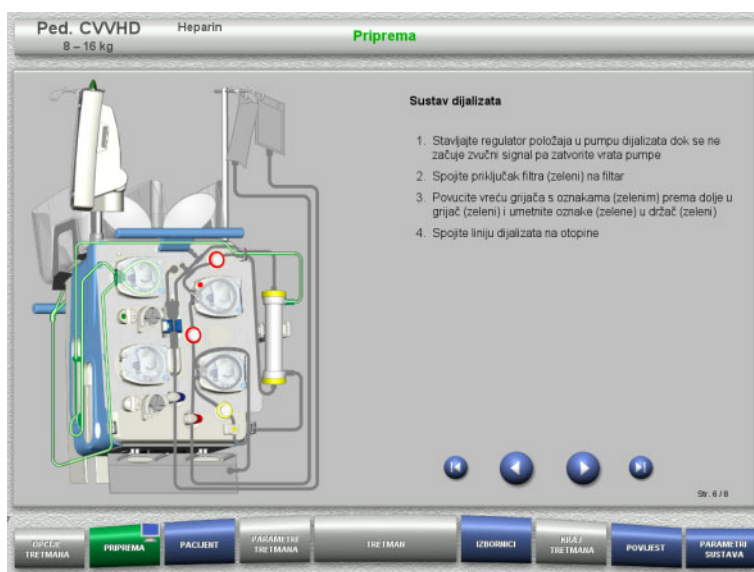 Ped. CVVHD
Heparin
8 – 16 kg
Priprema
Sustav dijalizata
1. Stavljajte regulator položaja u pumpu dijalizata dok se ne
začuje zvučni signal pa zatvorite vrata pumpe
2. Spojite priključak filtra (zeleni) na filtar
3. Povucite vreću grijača s oznakama (zelenim) prema dolje u
grijač (zeleni) i umetnite oznake (zelene) u držač (zeleni)
4. Spojite liniju dijalizata na otopine
Str. 6 / 8
OPCIJE
TRETMANA
PRIPREMA
PACIJENT
PARAMETRI
TRETMANA
TRETMAN
IZBORNICI
KRAJ
TRETMANA
POVIJEST
PARAMETRI
SUSTAVA